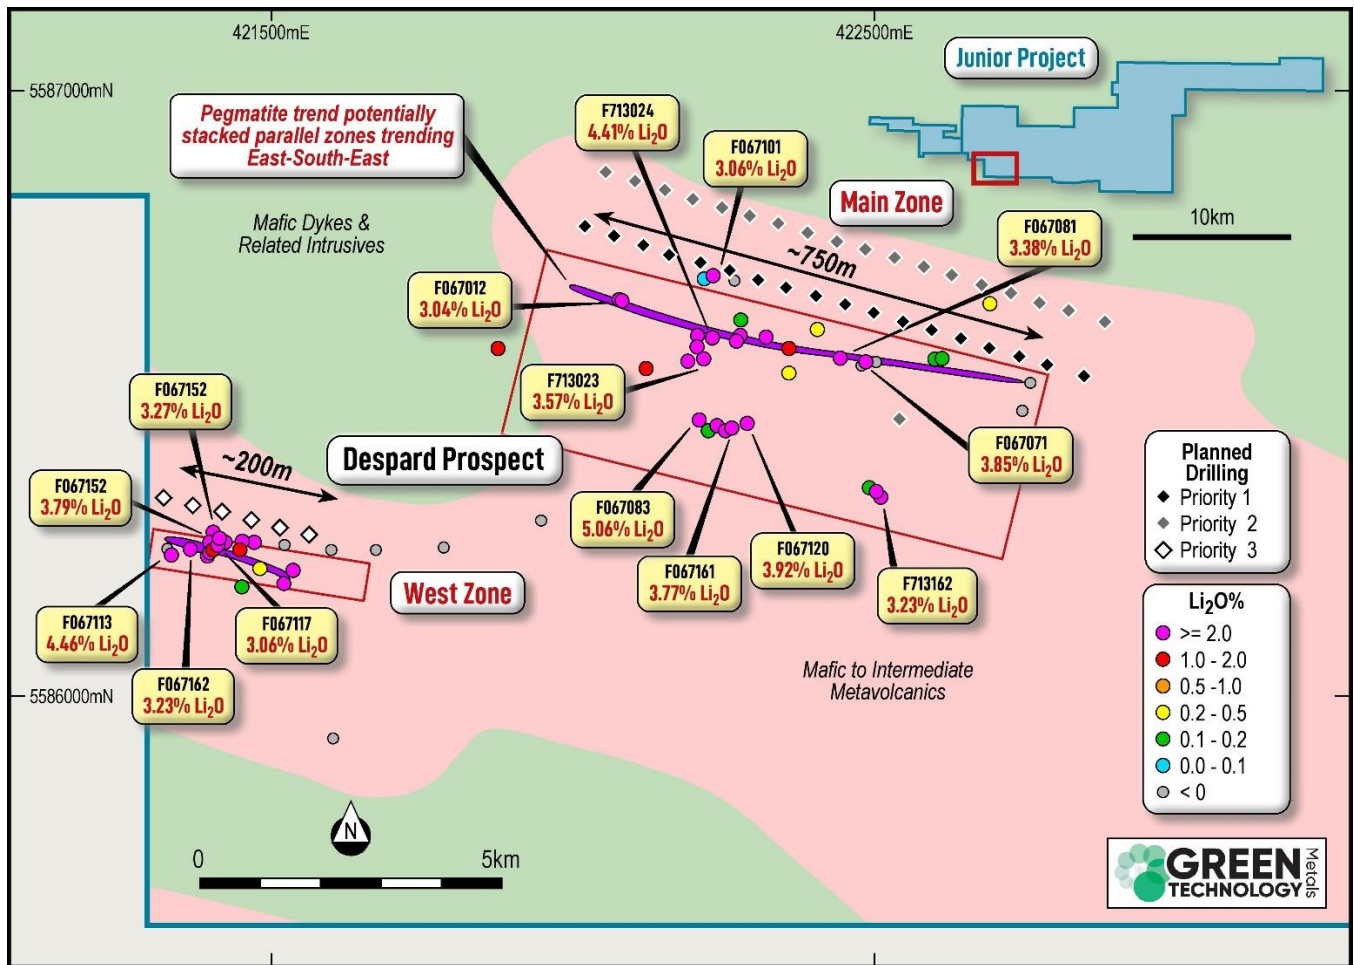 421500mE
422500mE
5587000mN
Junior Project
10km
Pegmatite trend potentially
stacked parallel zones trending
East-South-East
F713024
4.41% Li₂O
F067101
3.06% Li₂O
Main Zone
F067081
3.38% Li₂O
Mafic Dykes &
Related Intrusives
~750m
F067012
3.04% Li₂O
F713023
3.57% Li₂O
F067152
3.27% Li₂O
Despard Prospect
F067071
3.85% Li₂O
~200m
F067152
3.79% Li₂O
F067083
5.06% Li₂O
F067120
3.92% Li₂O
F067161
3.77% Li₂O
F713162
3.23% Li₂O
West Zone
F067113
4.46% Li₂O
F067117
3.06% Li₂O
F067162
3.23% Li₂O
5586000mN
Mafic to Intermediate
Metavolcanics
Planned
Drilling
Priority 1
Priority 2
Priority 3
Li₂O%
>= 2.0
1.0 - 2.0
0.5 -1.0
0.2 - 0.5
0.1 - 0.2
0.0 - 0.1
< 0
N
0
5km
GREEN
TECHNOLOGY
Metals